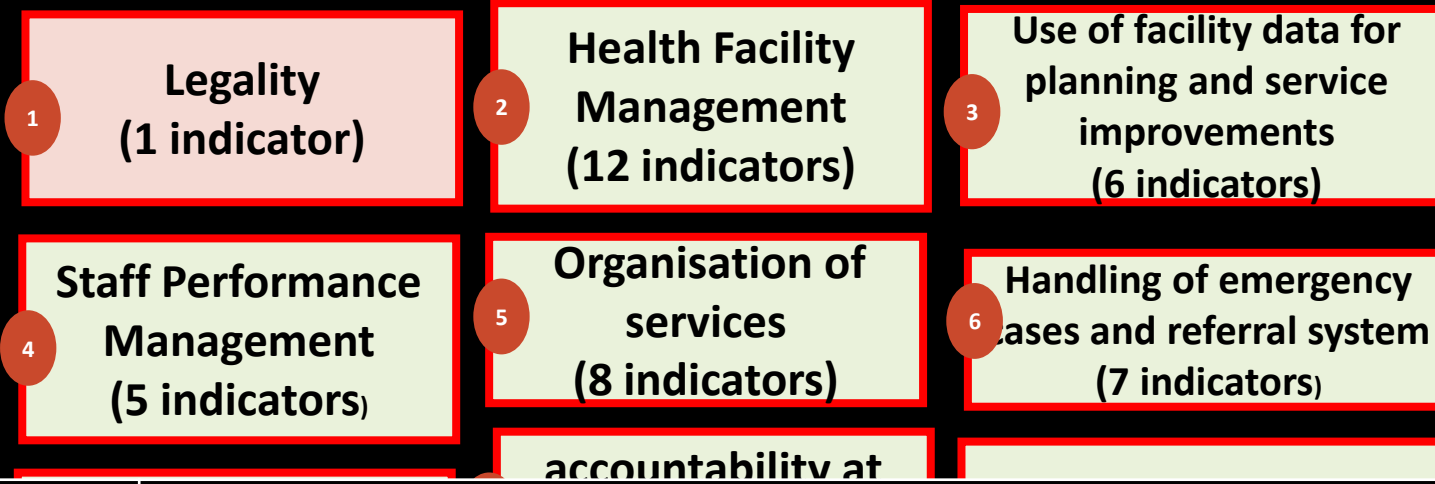 1
Legality
(1 indicator)
2
Health Facility
Management
(12 indicators)
3
Use of facility data for
planning and service
improvements
(6 indicators)
4
Staff Performance
Management
(5 indicators)
5
Organisation of
services
(8 indicators)
6
Handling of emergency
cases and referral system
(7 indicators)
accountability at